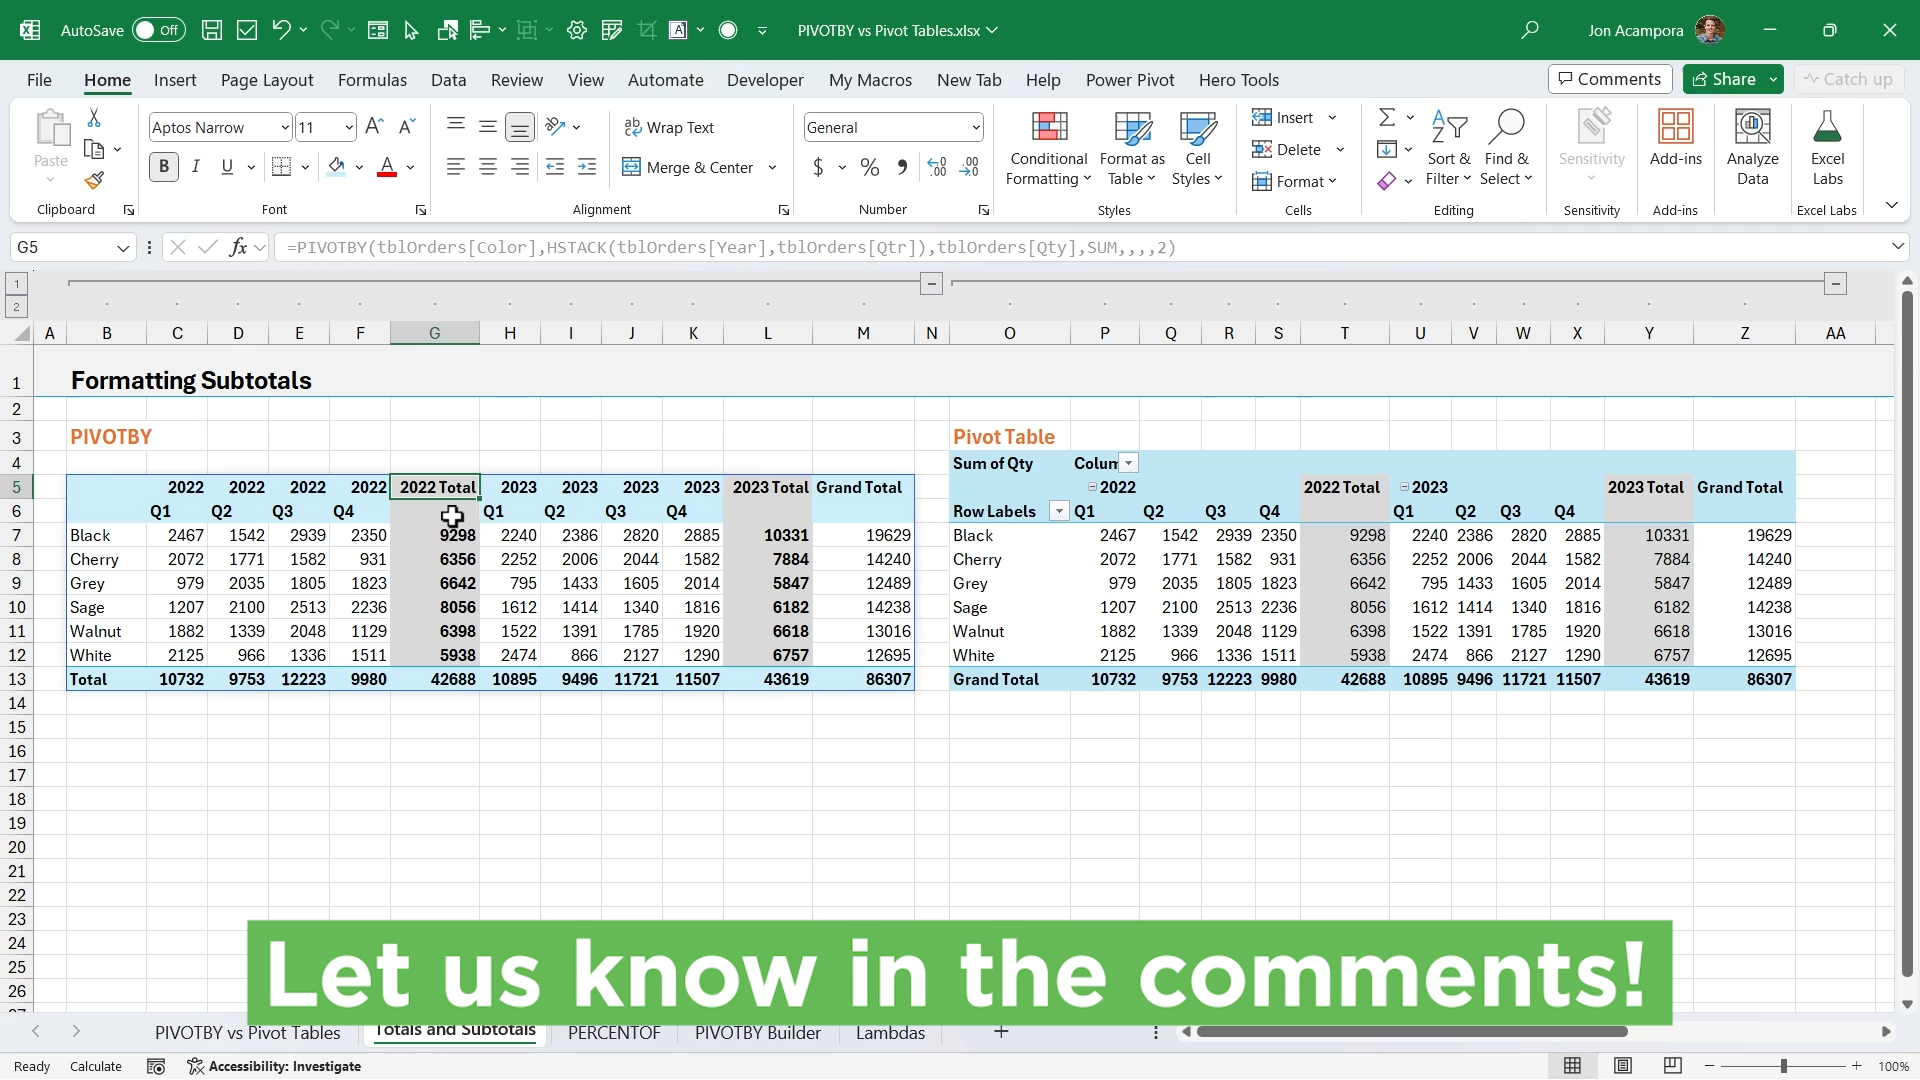 AutoSave Off PIVOTBY vs Pivot Tables.xlsx Jon Acampora
File Home Insert Page Layout Formulas Data Review View Automate Developer My Macros New Tab Help Power Pivot Hero Tools Comments Share Catch up
Paste
Clipboard
Aptos Narrow 11
B I U A
Font
Wrap Text
Merge & Center
Alignment
General
$ % 9 .00
Number
Conditional Formatting
Format as Table
Cell Styles
Styles
Insert
Delete
Format
Cells
Sort & Filter
Find & Select
Editing
Sensitivity
Sensitivity
Add-ins
Add-ins
Analyze Data
Excel Labs
Excel Labs
G5 fx =PIVOTBY(tblOrders[Color],HSTACK(tblOrders[Year],tblOrders[Qtr]),tblOrders[Qty],SUM,,,,2)
1
2
A B C D E F G H I J K L M N O P Q R S T U V W X Y Z AA
1 Formatting Subtotals
2
3 PIVOTBY Pivot Table
4 Sum of Qty Colum
5 2022 2022 2022 2022 2022 Total 2023 2023 2023 2023 2023 Total Grand Total 2022 2022 Total 2023 2023 Total Grand Total
6 Q1 Q2 Q3 Q4 Q1 Q2 Q3 Q4 Row Labels Q1 Q2 Q3 Q4 Q1 Q2 Q3 Q4
7 Black 2467 1542 2939 2350 9298 2240 2386 2820 2885 10331 19629 Black 2467 1542 2939 2350 9298 2240 2386 2820 2885 10331 19629
8 Cherry 2072 1771 1582 931 6356 2252 2006 2044 1582 7884 14240 Cherry 2072 1771 1582 931 6356 2252 2006 2044 1582 7884 14240
9 Grey 979 2035 1805 1823 6642 795 1433 1605 2014 5847 12489 Grey 979 2035 1805 1823 6642 795 1433 1605 2014 5847 12489
10 Sage 1207 2100 2513 2236 8056 1612 1414 1340 1816 6182 14238 Sage 1207 2100 2513 2236 8056 1612 1414 1340 1816 6182 14238
11 Walnut 1882 1339 2048 1129 6398 1522 1391 1785 1920 6618 13016 Walnut 1882 1339 2048 1129 6398 1522 1391 1785 1920 6618 13016
12 White 2125 966 1336 1511 5938 2474 866 2127 1290 6757 12695 White 2125 966 1336 1511 5938 2474 866 2127 1290 6757 12695
13 Total 10732 9753 12223 9980 42688 10895 9496 11721 11507 43619 86307 Grand Total 10732 9753 12223 9980 42688 10895 9496 11721 11507 43619 86307
14
15
16
17
18
19
20
21
22
23
24
25
26
Let us know in the comments!
PIVOTBY vs Pivot Tables Totals and Subtotals PERCENTOF PIVOTBY Builder Lambdas
Ready Calculate Accessibility: Investigate 100%